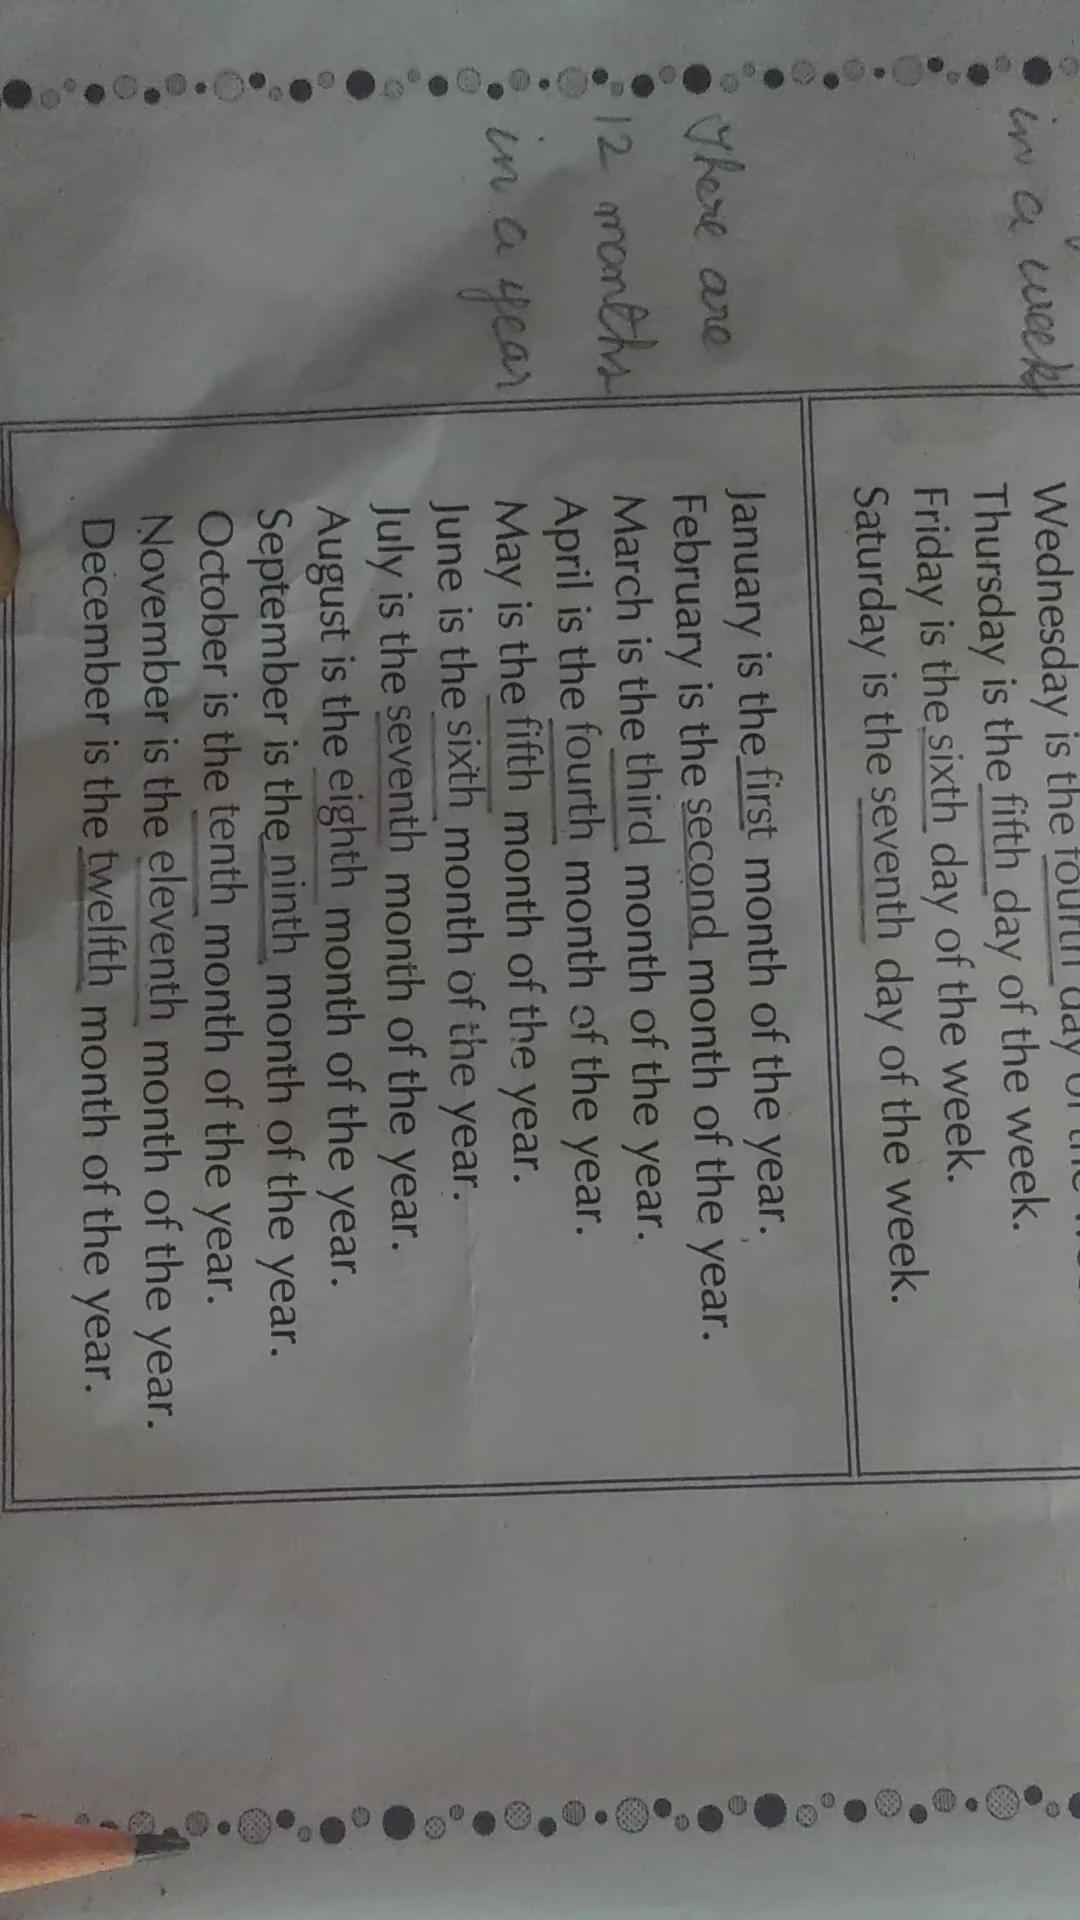 in a week
Wednesday is the fourth day of the
Thursday is the fifth day of the week.
Friday is the sixth day of the week.
Saturday is the seventh day of the week.
There are
12 months
in a year
January is the first month of the year.
February is the second month of the year.
March is the third month of the year.
April is the fourth month of the year.
May is the fifth month of the year.
June is the sixth month of the year.
July is the seventh month of the year.
August is the eighth month of the year.
September is the ninth month of the year.
October is the tenth month of the year.
November is the eleventh month of the year.
December is the twelfth month of the year.